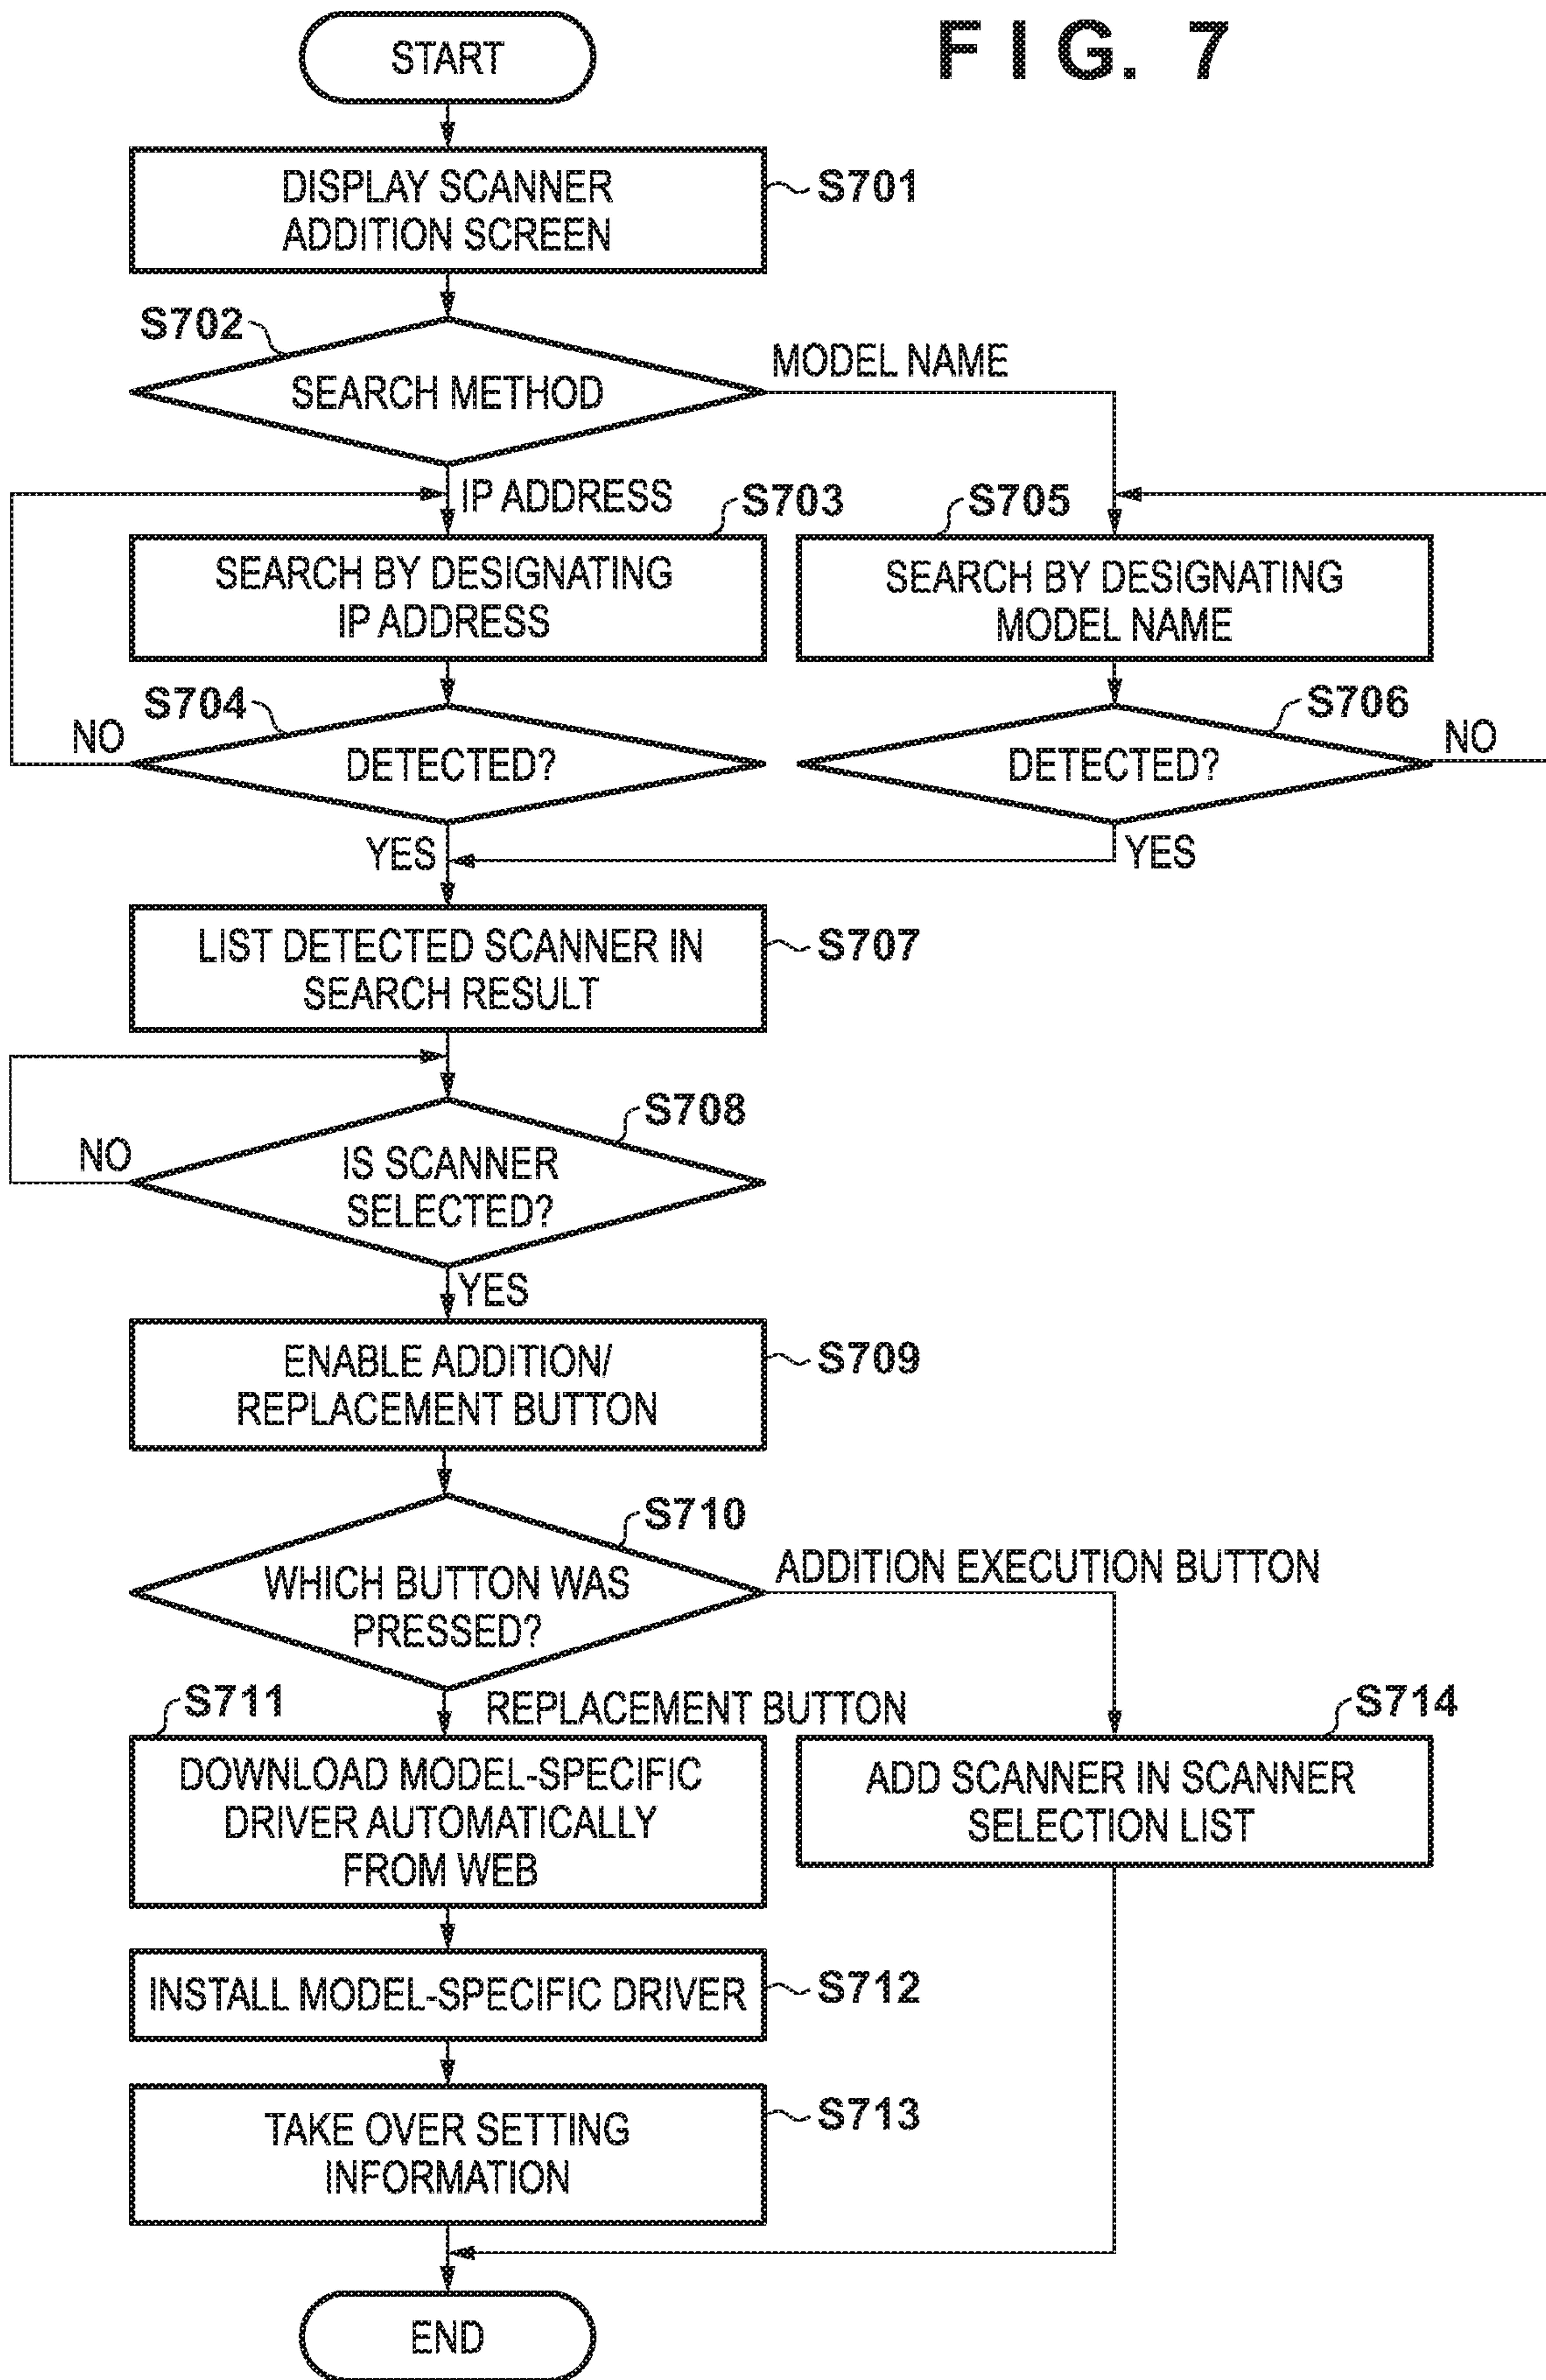 START
FIG. 7
DISPLAY SCANNER
ADDITION SCREEN
S701
S702
SEARCH METHOD
MODEL NAME
IP ADDRESS
S703
S705
SEARCH BY DESIGNATING
IP ADDRESS
SEARCH BY DESIGNATING
MODEL NAME
S704
NO
DETECTED?
YES
S706
NO
DETECTED?
YES
LIST DETECTED SCANNER IN
SEARCH RESULT
S707
S708
NO
IS SCANNER
SELECTED?
YES
ENABLE ADDITION/
REPLACEMENT BUTTON
S709
S710
WHICH BUTTON WAS
PRESSED?
ADDITION EXECUTION BUTTON
S711
REPLACEMENT BUTTON
S714
DOWNLOAD MODEL-SPECIFIC
DRIVER AUTOMATICALLY
FROM WEB
ADD SCANNER IN SCANNER
SELECTION LIST
INSTALL MODEL-SPECIFIC DRIVER
S712
TAKE OVER SETTING
INFORMATION
S713
END